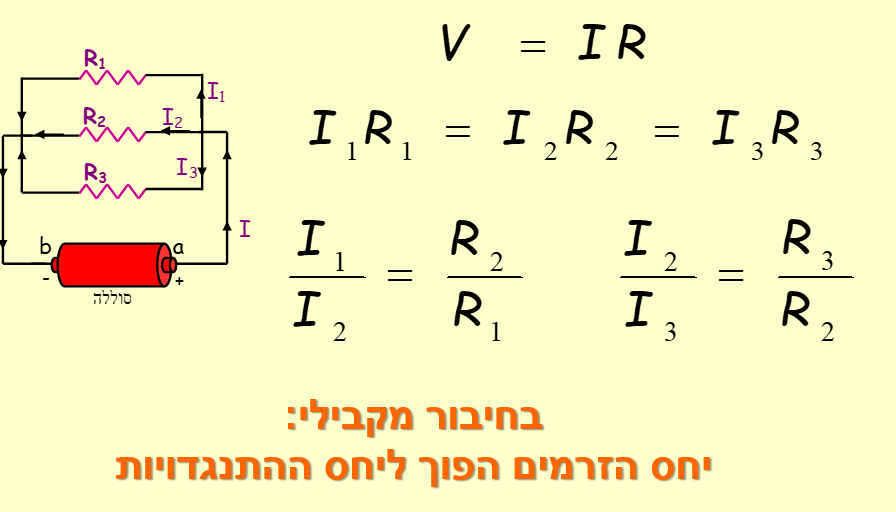 V = IR
R₁
I₁
I₁R₁ = I₂R₂ = I₃R₃
R₂
I₂
R₃
I₃
I
b
a
-
+
סוללה
I₁/I₂ = R₂/R₁
I₂/I₃ = R₃/R₂
בחיבור מקבילי:
יחס הזרמים הפוך ליחס ההתנגדויות